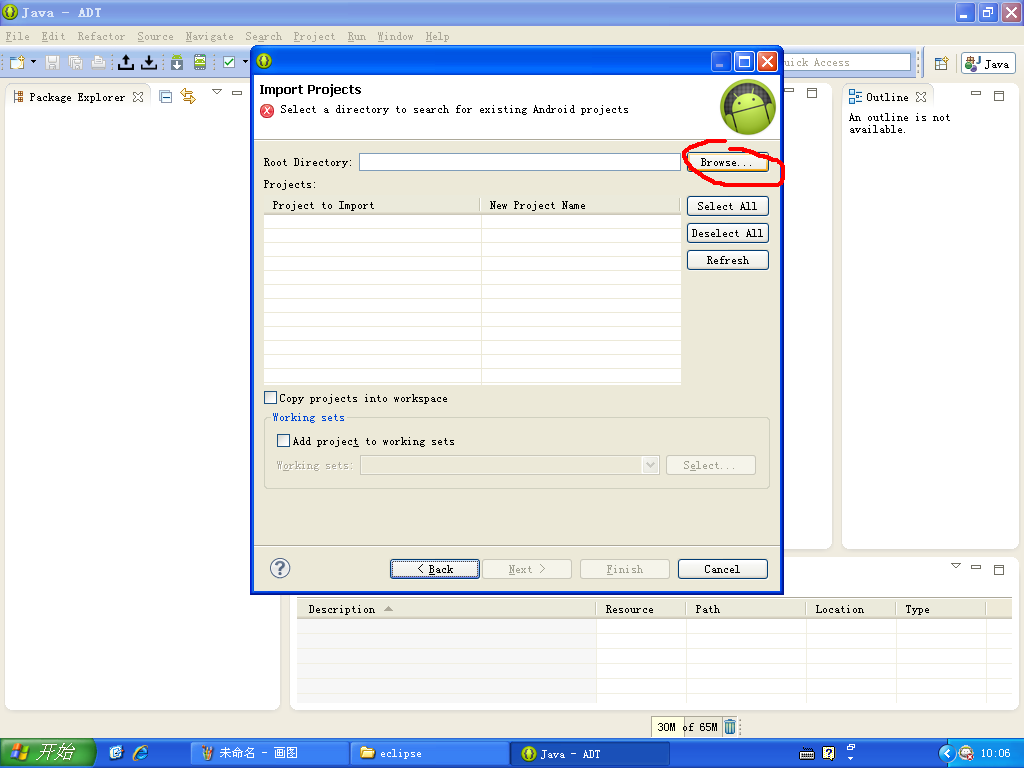 Java - ADT
File Edit Refactor Source Navigate Search Project Run Window Help
Quick Access
Java
Package Explorer
Import Projects
Select a directory to search for existing Android projects
Outline
An outline is not
available.
Root Directory:
Browse...
Projects:
Project to Import New Project Name
Select All
Deselect All
Refresh
Copy projects into workspace
Working sets
Add project to working sets
Working sets:
Select...
?
< Back
Next >
Finish
Cancel
Description Resource Path Location Type
30M of 65M
开始
未命名 - 画图
eclipse
Java - ADT
10:06